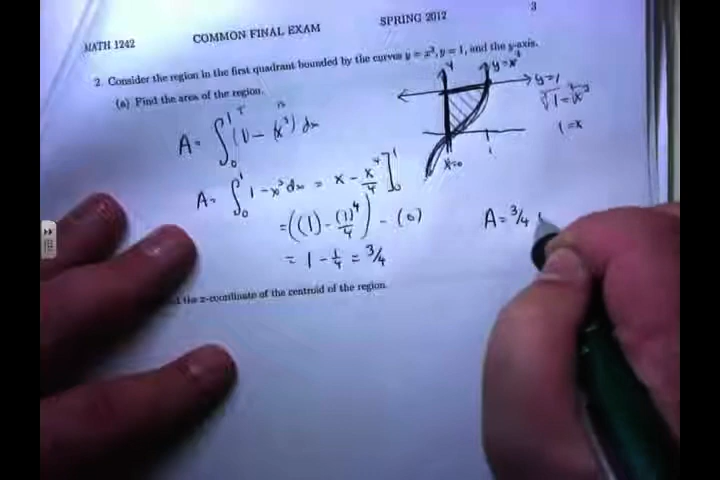 MATH 1242 COMMON FINAL EXAM SPRING 2012 3
2. Consider the region in the first quadrant bounded by the curves y = x³, y = 1, and the y-axis.
(a) Find the area of the region.
y
y=x³
y=1
∛1 = ∛x³
1=x
x=0
1
A = ∫₀¹ (1 - (x³)) dx
A = ∫₀¹ 1 - x³ dx = x - x⁴/4 ]₀¹
= ((1) - (1)⁴/4) - (0)
= 1 - 1/4 = 3/4
A = 3/4
the x-coordinate of the centroid of the region.